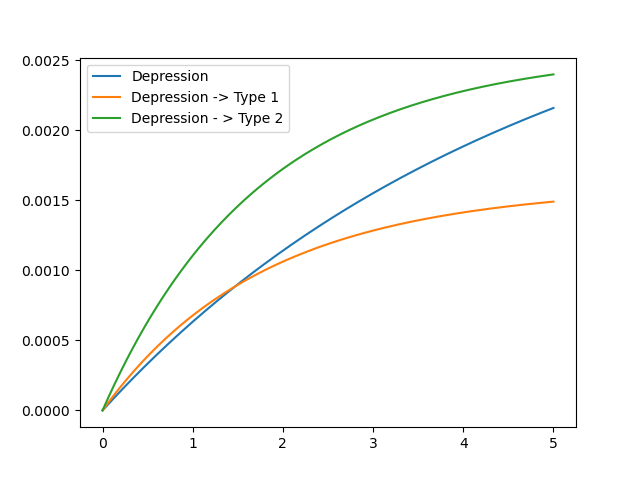 0.0025
0.0020
0.0015
0.0010
0.0005
0.0000
Depression
Depression -> Type 1
Depression - > Type 2
0 1 2 3 4 5